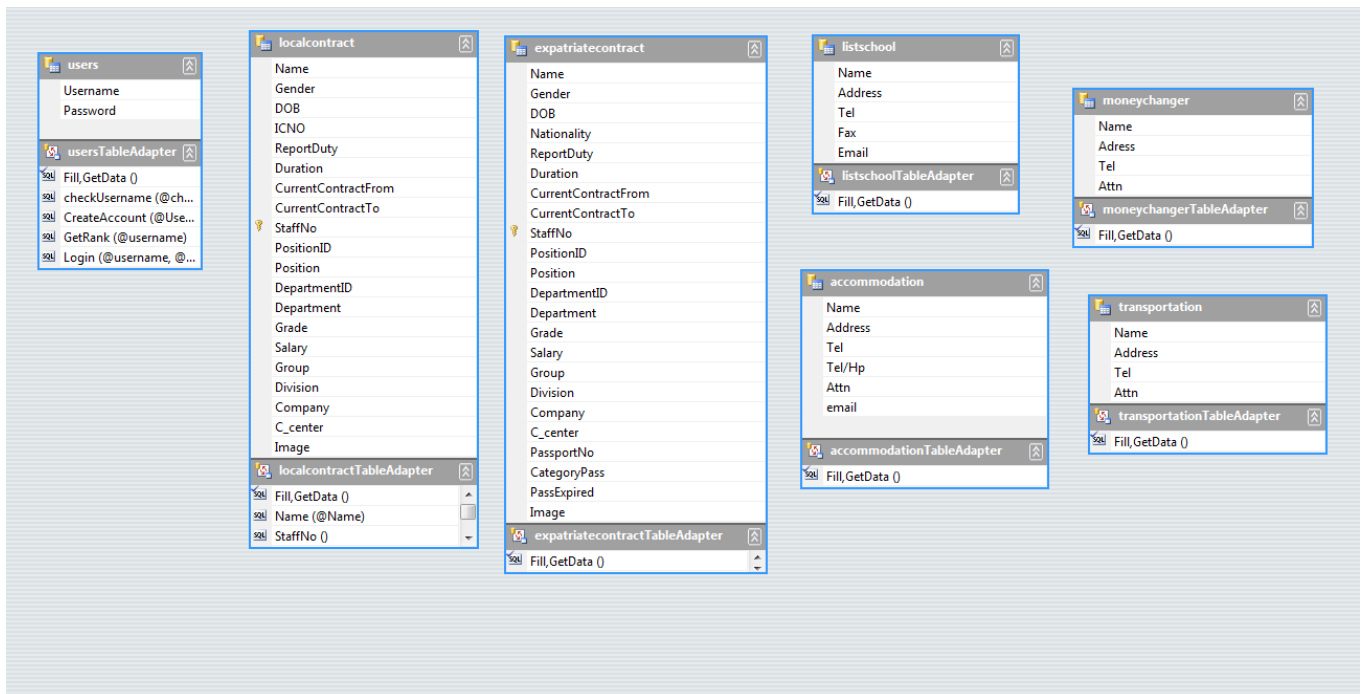 users
Username
Password
usersTableAdapter
Fill,GetData ()
checkUsername (@ch...
CreateAccount (@Use...
GetRank (@username)
Login (@username, @...
localcontract
Name
Gender
DOB
ICNO
ReportDuty
Duration
CurrentContractFrom
CurrentContractTo
StaffNo
PositionID
Position
DepartmentID
Department
Grade
Salary
Group
Division
Company
C_center
Image
localcontractTableAdapter
Fill,GetData ()
Name (@Name)
StaffNo ()
expatriatecontract
Name
Gender
DOB
Nationality
ReportDuty
Duration
CurrentContractFrom
CurrentContractTo
StaffNo
PositionID
Position
DepartmentID
Department
Grade
Salary
Group
Division
Company
C_center
PassportNo
CategoryPass
PassExpired
Image
expatriatecontractTableAdapter
Fill,GetData ()
listschool
Name
Address
Tel
Fax
Email
listschoolTableAdapter
Fill,GetData ()
accommodation
Name
Address
Tel
Tel/Hp
Attn
email
accommodationTableAdapter
Fill,GetData ()
moneychanger
Name
Adress
Tel
Attn
moneychangerTableAdapter
Fill,GetData ()
transportation
Name
Address
Tel
Attn
transportationTableAdapter
Fill,GetData ()